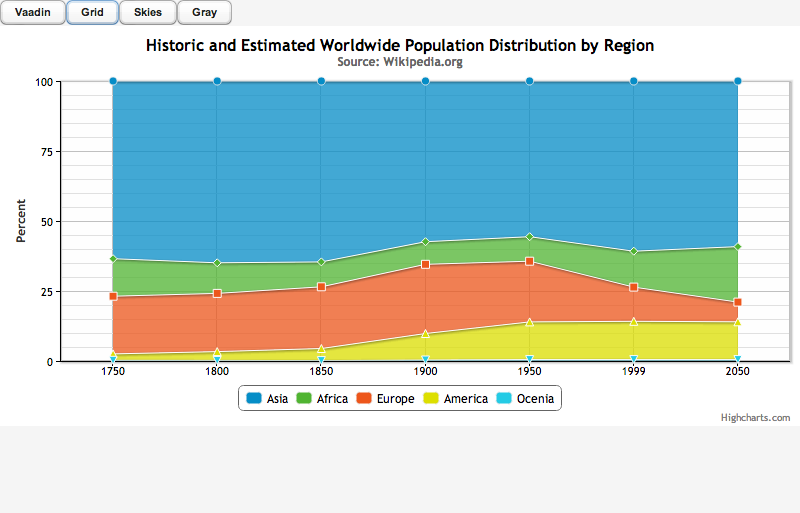 Vaadin Grid Skies Gray
Historic and Estimated Worldwide Population Distribution by Region
Source: Wikipedia.org
Percent
100
75
50
25
0
1750 1800 1850 1900 1950 1999 2050
Asia Africa Europe America Ocenia
Highcharts.com